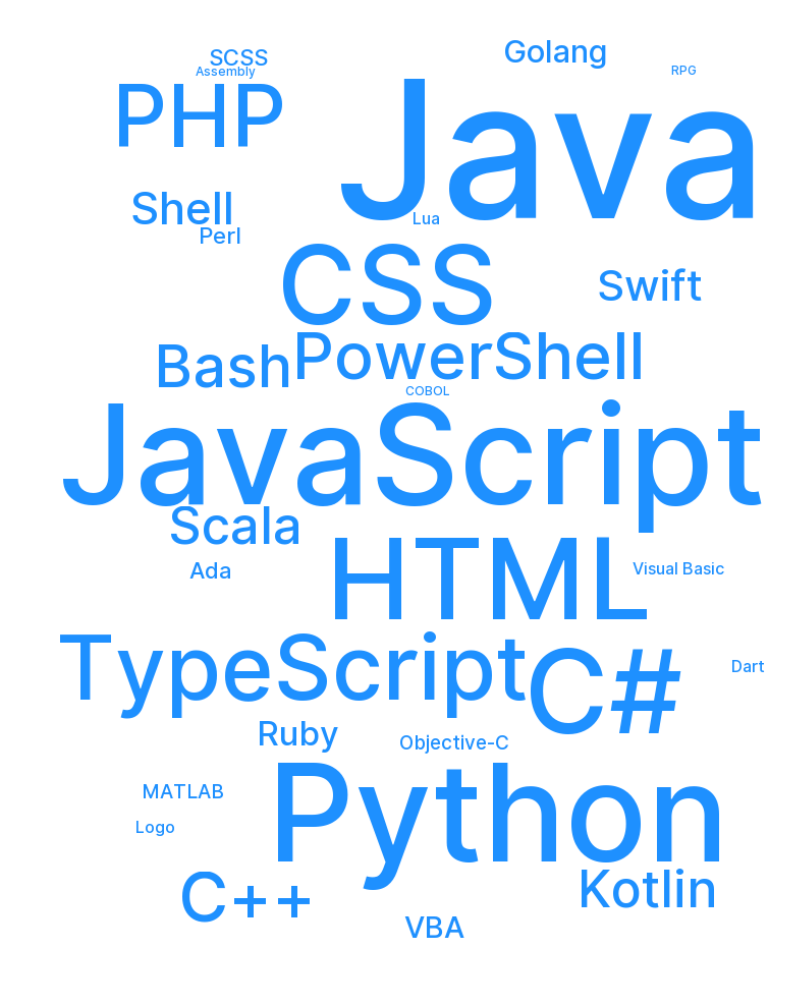 Golang
SCSS
Assembly
RPG
PHP
Java
Shell
Lua
Perl
CSS
Swift
PowerShell
Bash
COBOL
JavaScript
Scala
Ada
HTML
Visual Basic
TypeScript
C#
Dart
Ruby
Objective-C
MATLAB
Python
Logo
Kotlin
C++
VBA